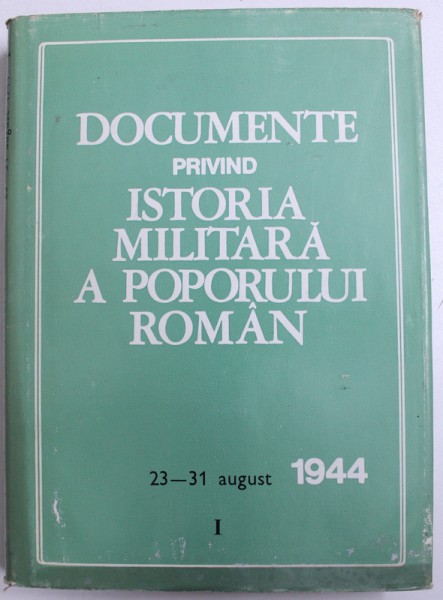 DOCUMENTE
PRIVIND
ISTORIA
MILITARĂ
A POPORULUI
ROMÂN
23—31 august 1944
I